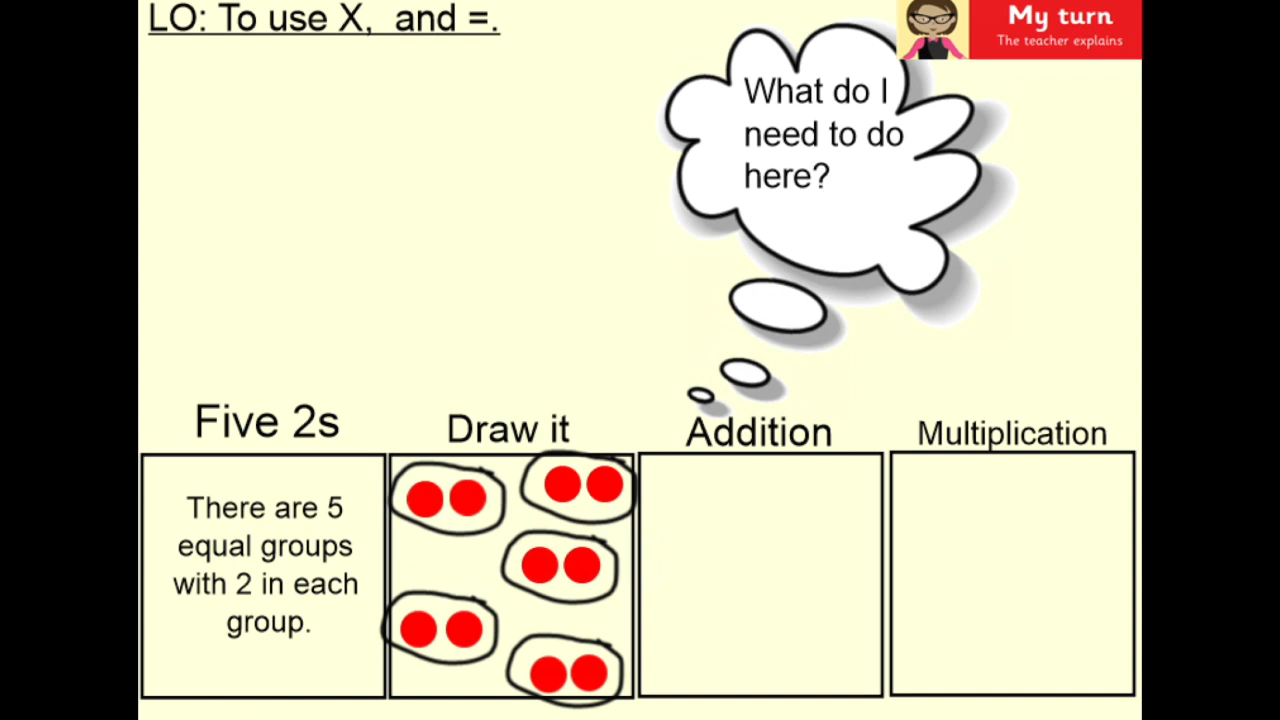 LO: To use X,  and =.
My turn
The teacher explains
What do I
need to do
here?
Five 2s
Draw it
Addition
Multiplication
There are 5
equal groups
with 2 in each
group.